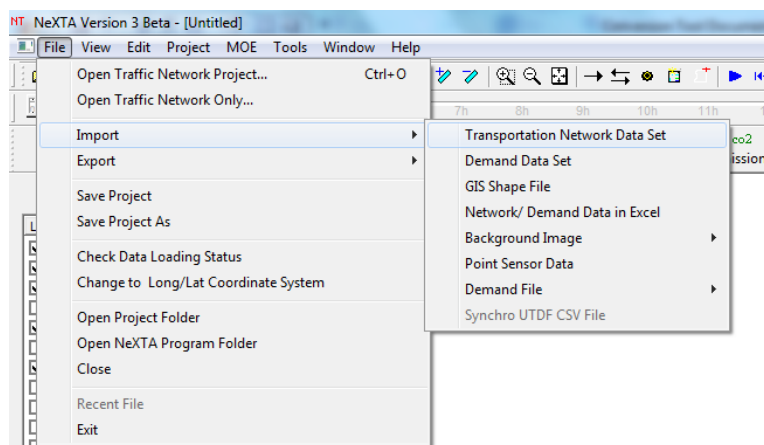 NT NeXTA Version 3 Beta - [Untitled]
File View Edit Project MOE Tools Window Help
Open Traffic Network Project... Ctrl+O
Open Traffic Network Only...
7h 8h 9h 10h 11h
Import
Transportation Network Data Set
co2
Export
Demand Data Set
ission
GIS Shape File
Save Project
Network/ Demand Data in Excel
Save Project As
Background Image
Check Data Loading Status
Point Sensor Data
Change to Long/Lat Coordinate System
Demand File
Open Project Folder
Synchro UTDF CSV File
Open NeXTA Program Folder
Close
Recent File
Exit